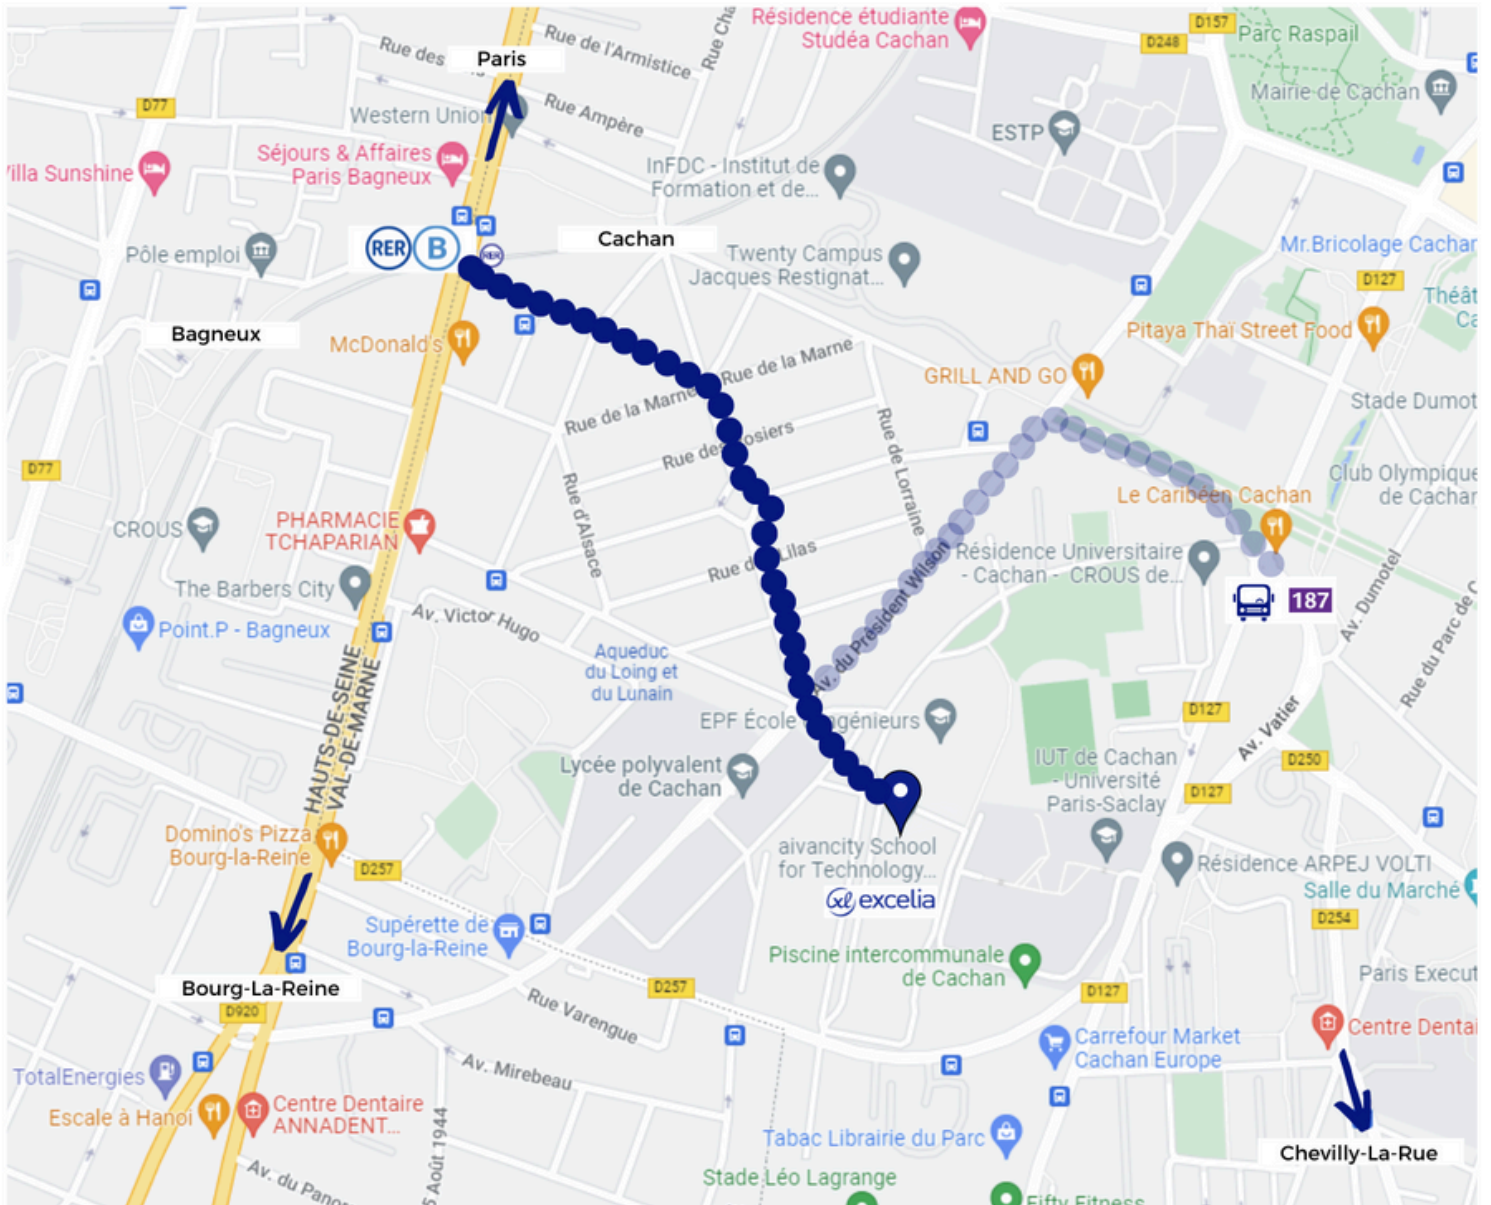 Résidence étudiante
Studéa Cachan
D157
D248
Parc Raspail
Rue des
Paris
Rue de l'Armistice
Rue Cha
Mairie de Cachan
D77
Western Union
Rue Ampère
ESTP
Villa Sunshine
Séjours & Affaires
Paris Bagneux
InFDC - Institut de
Formation et de...
Pôle emploi
RER B
RER
Cachan
Twenty Campus
Jacques Restignat...
Mr.Bricolage Cachan
D127
Théât
Ca
Bagneux
McDonald's
Pitaya Thaï Street Food
Rue de la Marne
Rue de la Marne
GRILL AND GO
Stade Dumot
Rue des Rosiers
Rue de Lorraine
D77
Rue d'Alsace
Club Olympique
de Cachan
Le Caribéen Cachan
CROUS
PHARMACIE
TCHAPARIAN
Rue des Lilas
Av. du Président Wilson
Résidence Universitaire
- Cachan - CROUS de...
The Barbers City
187
Av. Dumotel
Point.P - Bagneux
Av. Victor Hugo
Aqueduc
du Loing et
du Lunain
Rue du Parc de C
HAUTS-DE-SEINE
VAL-DE-MARNE
EPF École d'Ingénieurs
D127
Av. Vatier
Lycée polyvalent
de Cachan
IUT de Cachan
- Université
Paris-Saclay
D250
D127
Domino's Pizza
Bourg-la-Reine
D257
aivancity School
for Technology...
excelia
Résidence ARPEJ VOLTI
Salle du Marché
D254
Supérette de
Bourg-la-Reine
Piscine intercommunale
de Cachan
Paris Execut
Bourg-La-Reine
D257
D127
D920
Rue Varengue
Carrefour Market
Cachan Europe
Centre Dentai
TotalEnergies
Av. Mirebeau
Escale à Hanoï
Centre Dentaire
ANNADENT...
5 Août 1944
Tabac Librairie du Parc
Chevilly-La-Rue
Av. du Panor
Stade Léo Lagrange
Fifty Fitness